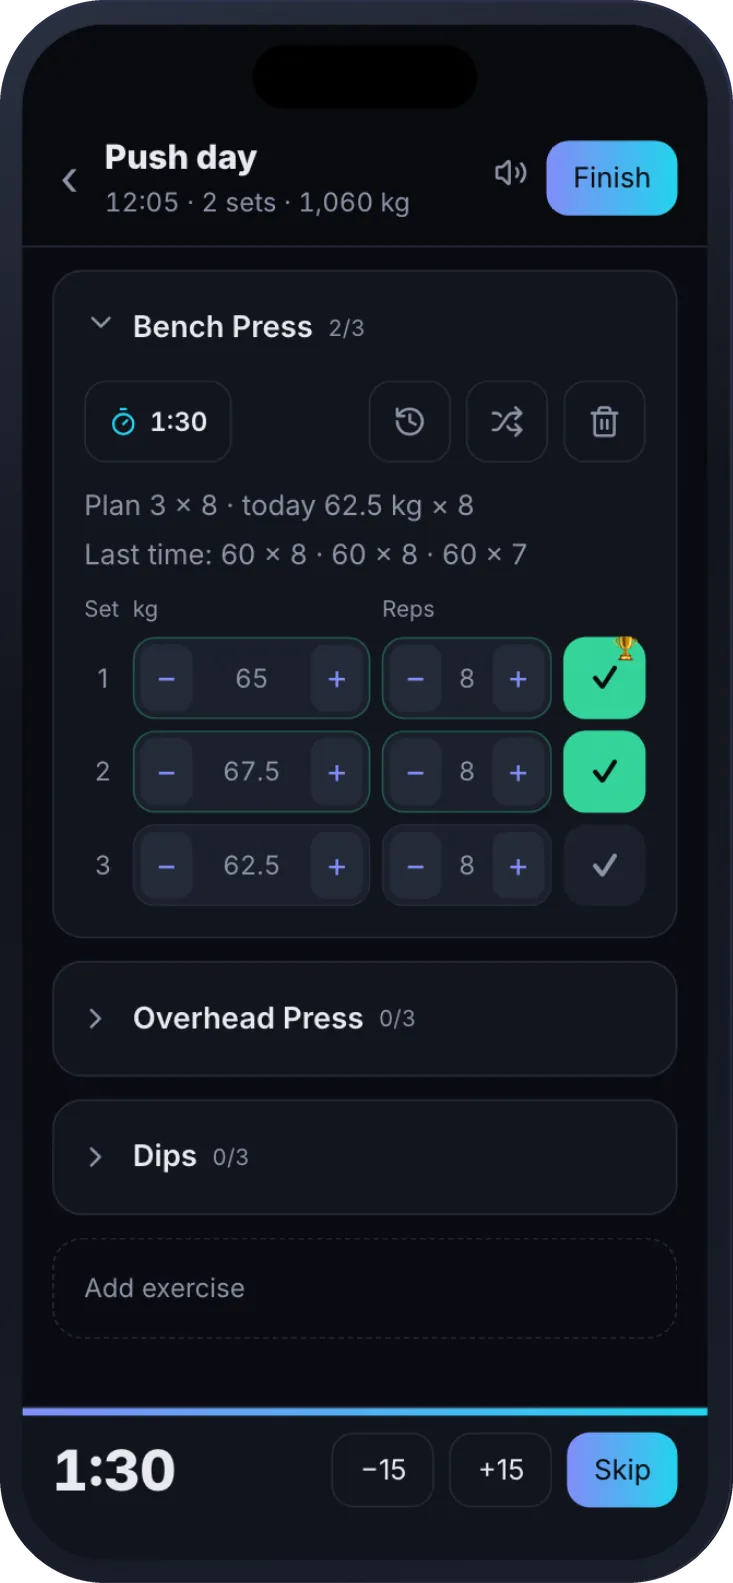 Push day
12:05 · 2 sets · 1,060 kg
Finish
Bench Press 2/3
1:30
Plan 3 × 8 · today 62.5 kg × 8
Last time: 60 × 8 · 60 × 8 · 60 × 7
Set kg Reps
1 − 65 + − 8 +
2 − 67.5 + − 8 +
3 − 62.5 + − 8 +
Overhead Press 0/3
Dips 0/3
Add exercise
1:30 −15 +15 Skip